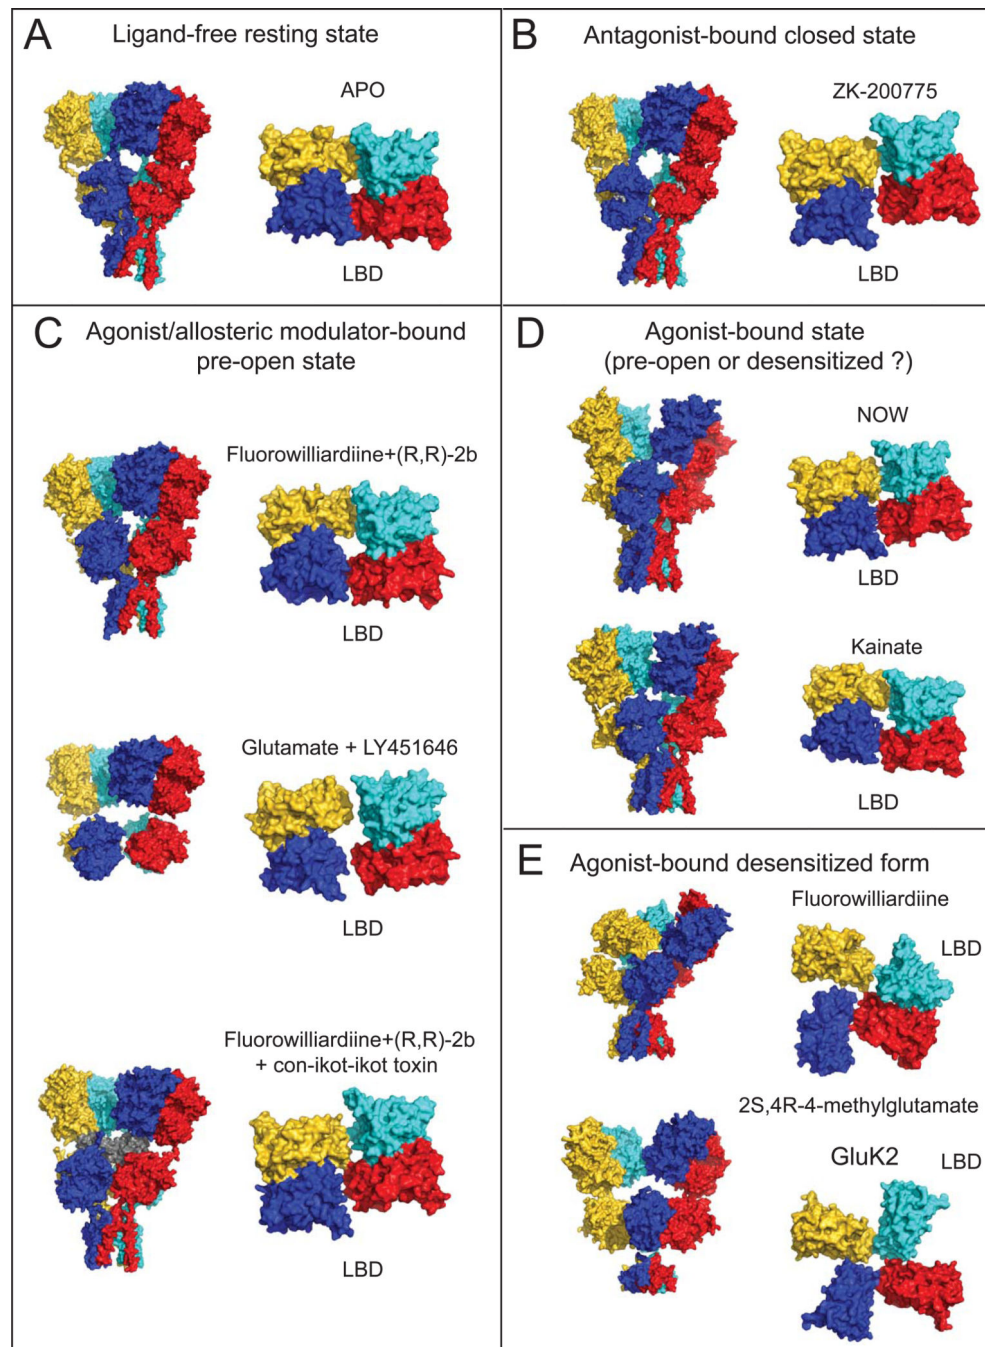 A
Ligand-free resting state
APO
LBD
B
Antagonist-bound closed state
ZK-200775
LBD
C
Agonist/allosteric modulator-bound
pre-open state
Fluorowilliardiine+(R,R)-2b
LBD
Glutamate + LY451646
LBD
Fluorowilliardiine+(R,R)-2b
+ con-ikot-ikot toxin
LBD
D
Agonist-bound state
(pre-open or desensitized ?)
NOW
LBD
Kainate
LBD
E
Agonist-bound desensitized form
Fluorowilliardiine
LBD
2S,4R-4-methylglutamate
GluK2
LBD